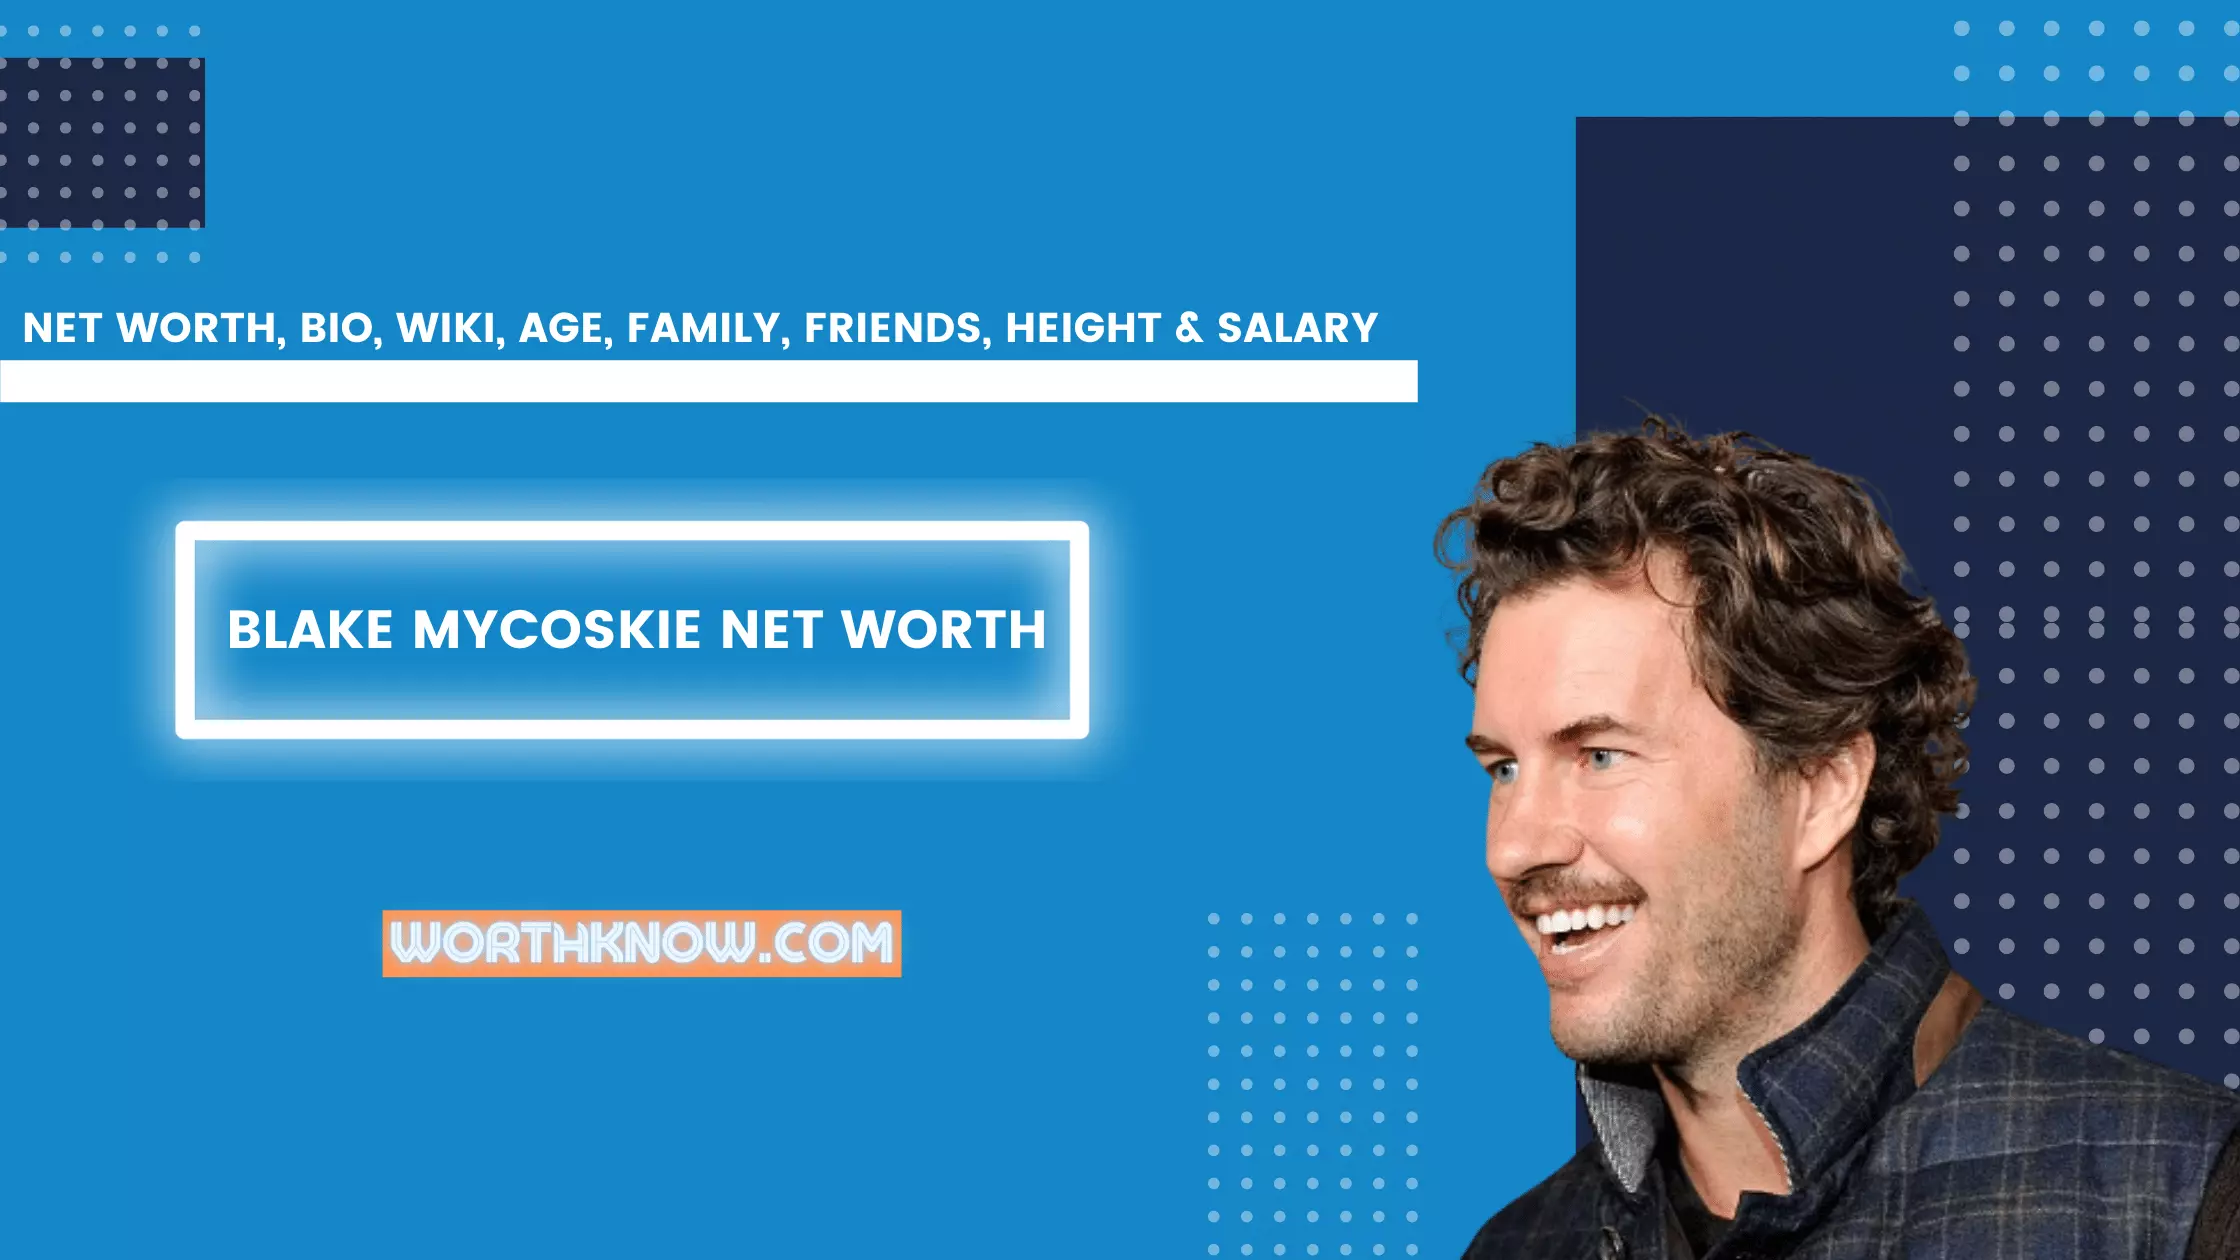 NET WORTH, BIO, WIKI, AGE, FAMILY, FRIENDS, HEIGHT & SALARY
BLAKE MYCOSKIE NET WORTH
WORTHKNOW.COM